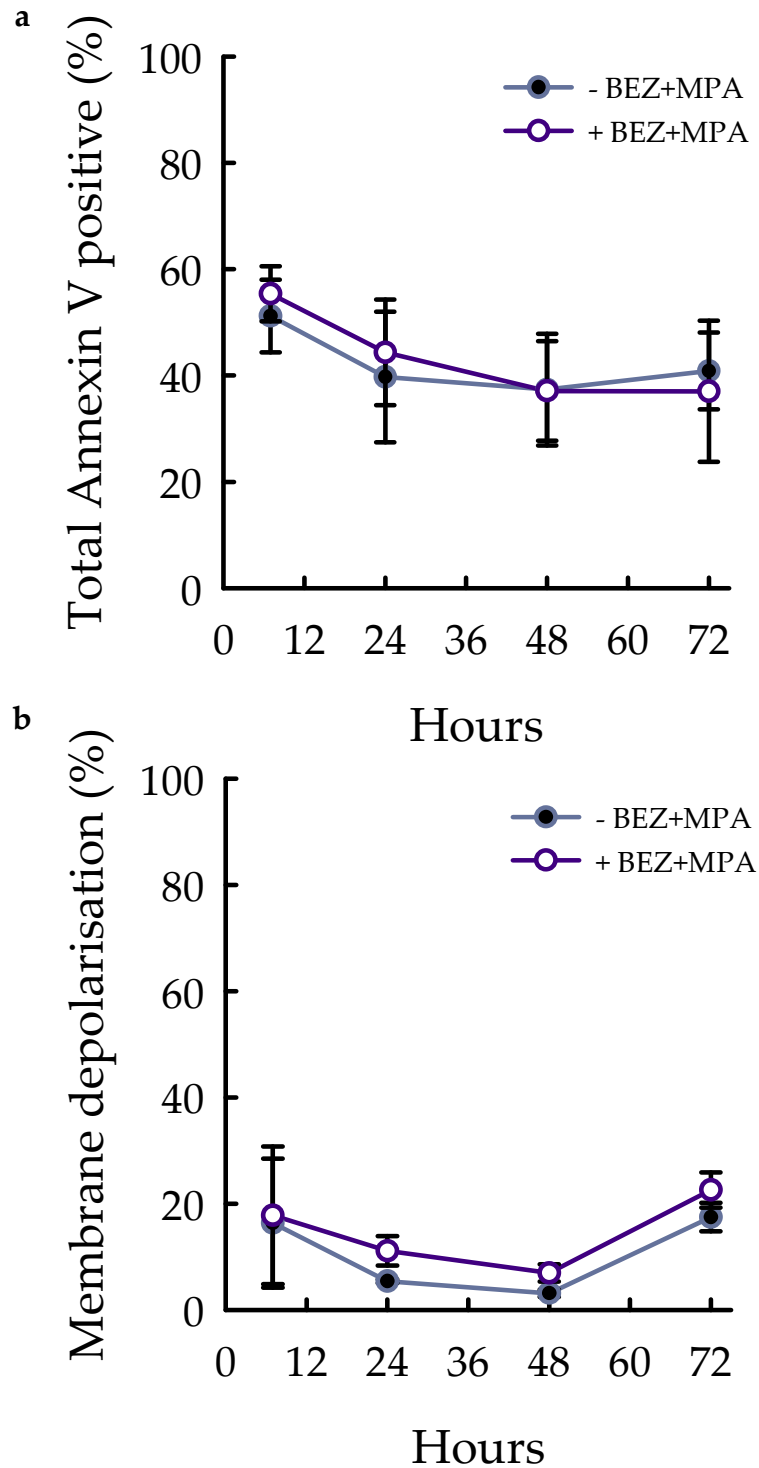 a
Total Annexin V positive (%)
100
80
60
40
20
0
- BEZ+MPA
+ BEZ+MPA
0 12 24 36 48 60 72
Hours
b
Membrane depolarisation (%)
100
80
60
40
20
0
- BEZ+MPA
+ BEZ+MPA
0 12 24 36 48 60 72
Hours